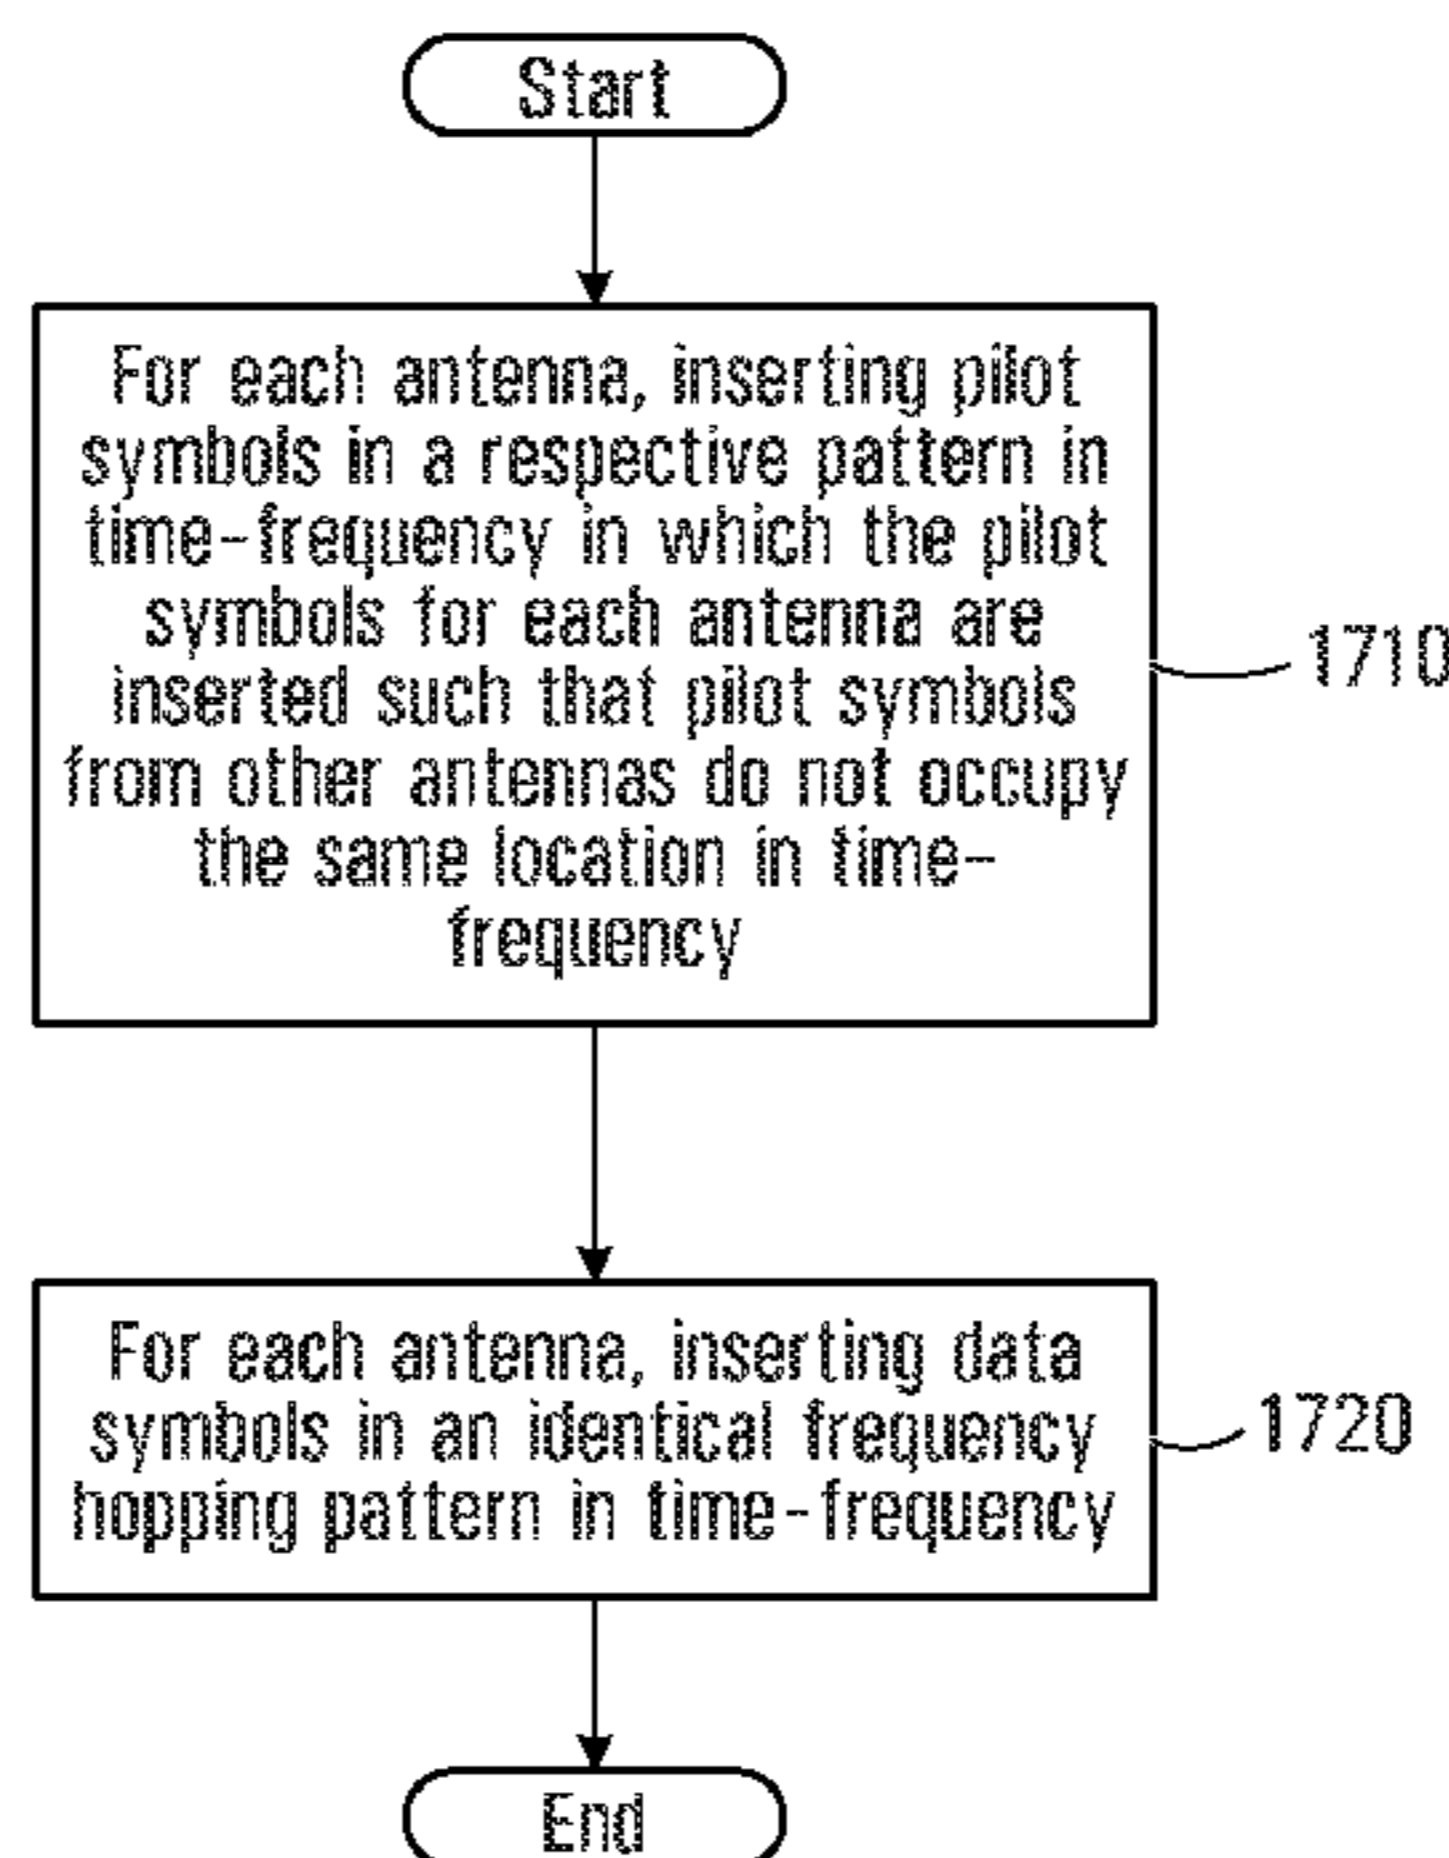 Start
For each antenna, inserting pilot
symbols in a respective pattern in
time-frequency in which the pilot
symbols for each antenna are
inserted such that pilot symbols
from other antennas do not occupy
the same location in time-
frequency
1710
For each antenna, inserting data
symbols in an identical frequency
hopping pattern in time-frequency
1720
End